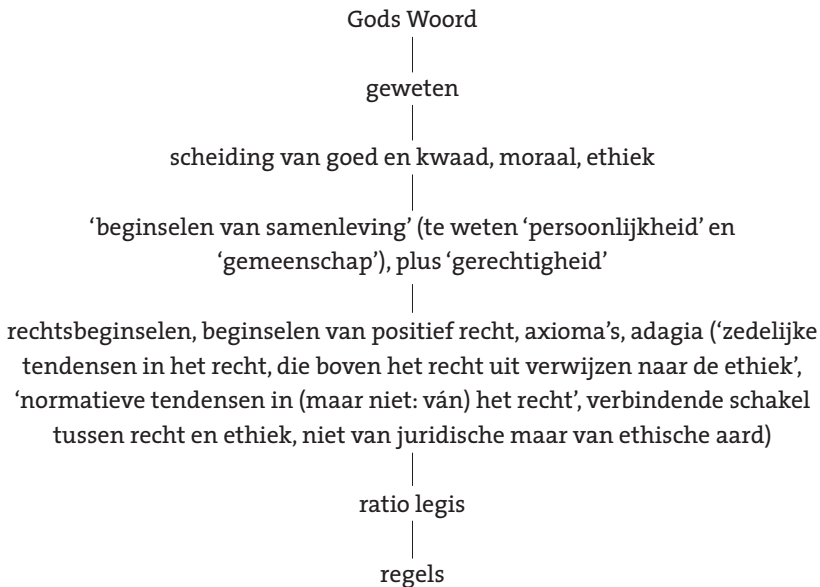 Gods Woord
geweten
scheiding van goed en kwaad, moraal, ethiek
‘beginselen van samenleving’ (te weten ‘persoonlijkheid’ en
‘gemeenschap’), plus ‘gerechtigheid’
rechtsbeginselen, beginselen van positief recht, axioma’s, adagia (‘zedelijke
tendensen in het recht, die boven het recht uit verwijzen naar de ethiek’,
‘normatieve tendensen in (maar niet: ván) het recht’, verbindende schakel
tussen recht en ethiek, niet van juridische maar van ethische aard)
ratio legis
regels